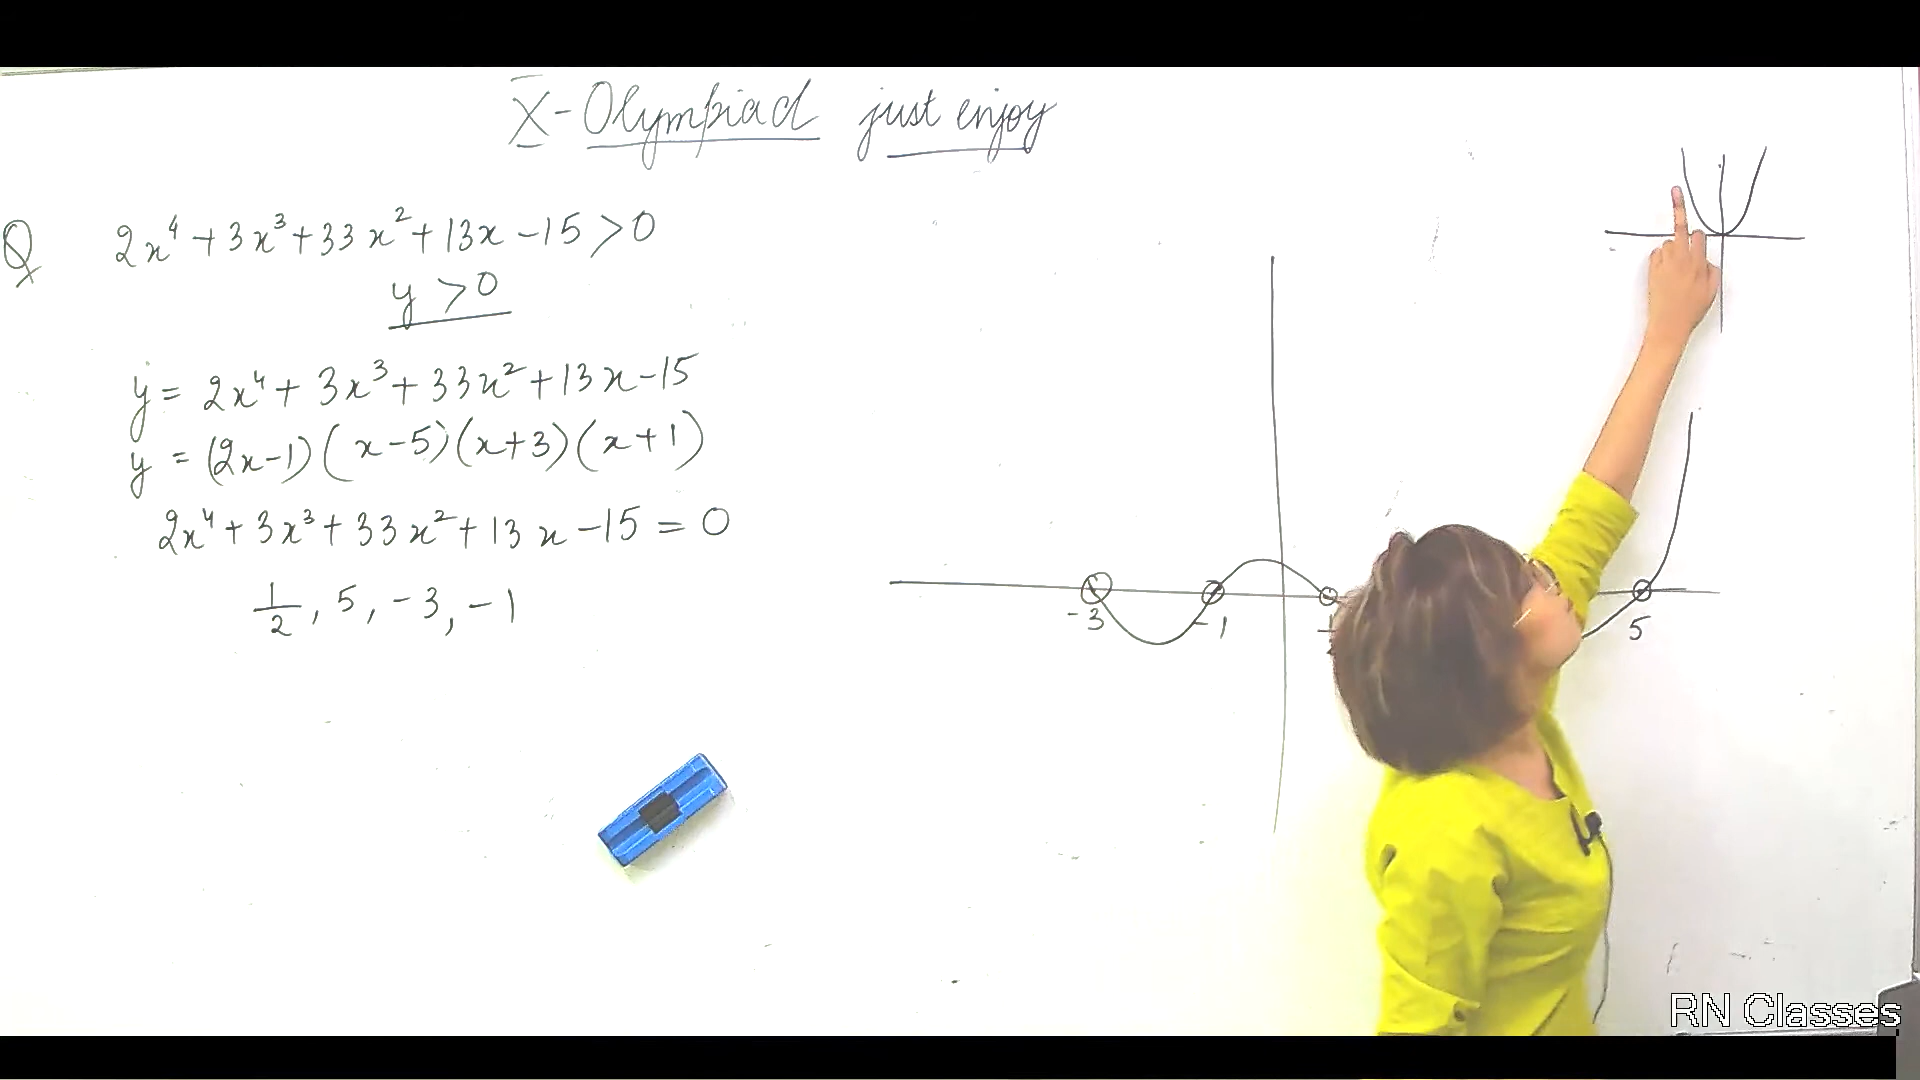 X-Olympiad just enjoy
Q 2x⁴+3x³+33x²+13x-15>0
y>0
y = 2x⁴+3x³+33x²+13x-15
y = (2x-1)(x-5)(x+3)(x+1)
2x⁴+3x³+33x²+13x-15=0
1/2, 5, -3, -1
-3 -1 5
RN Classes